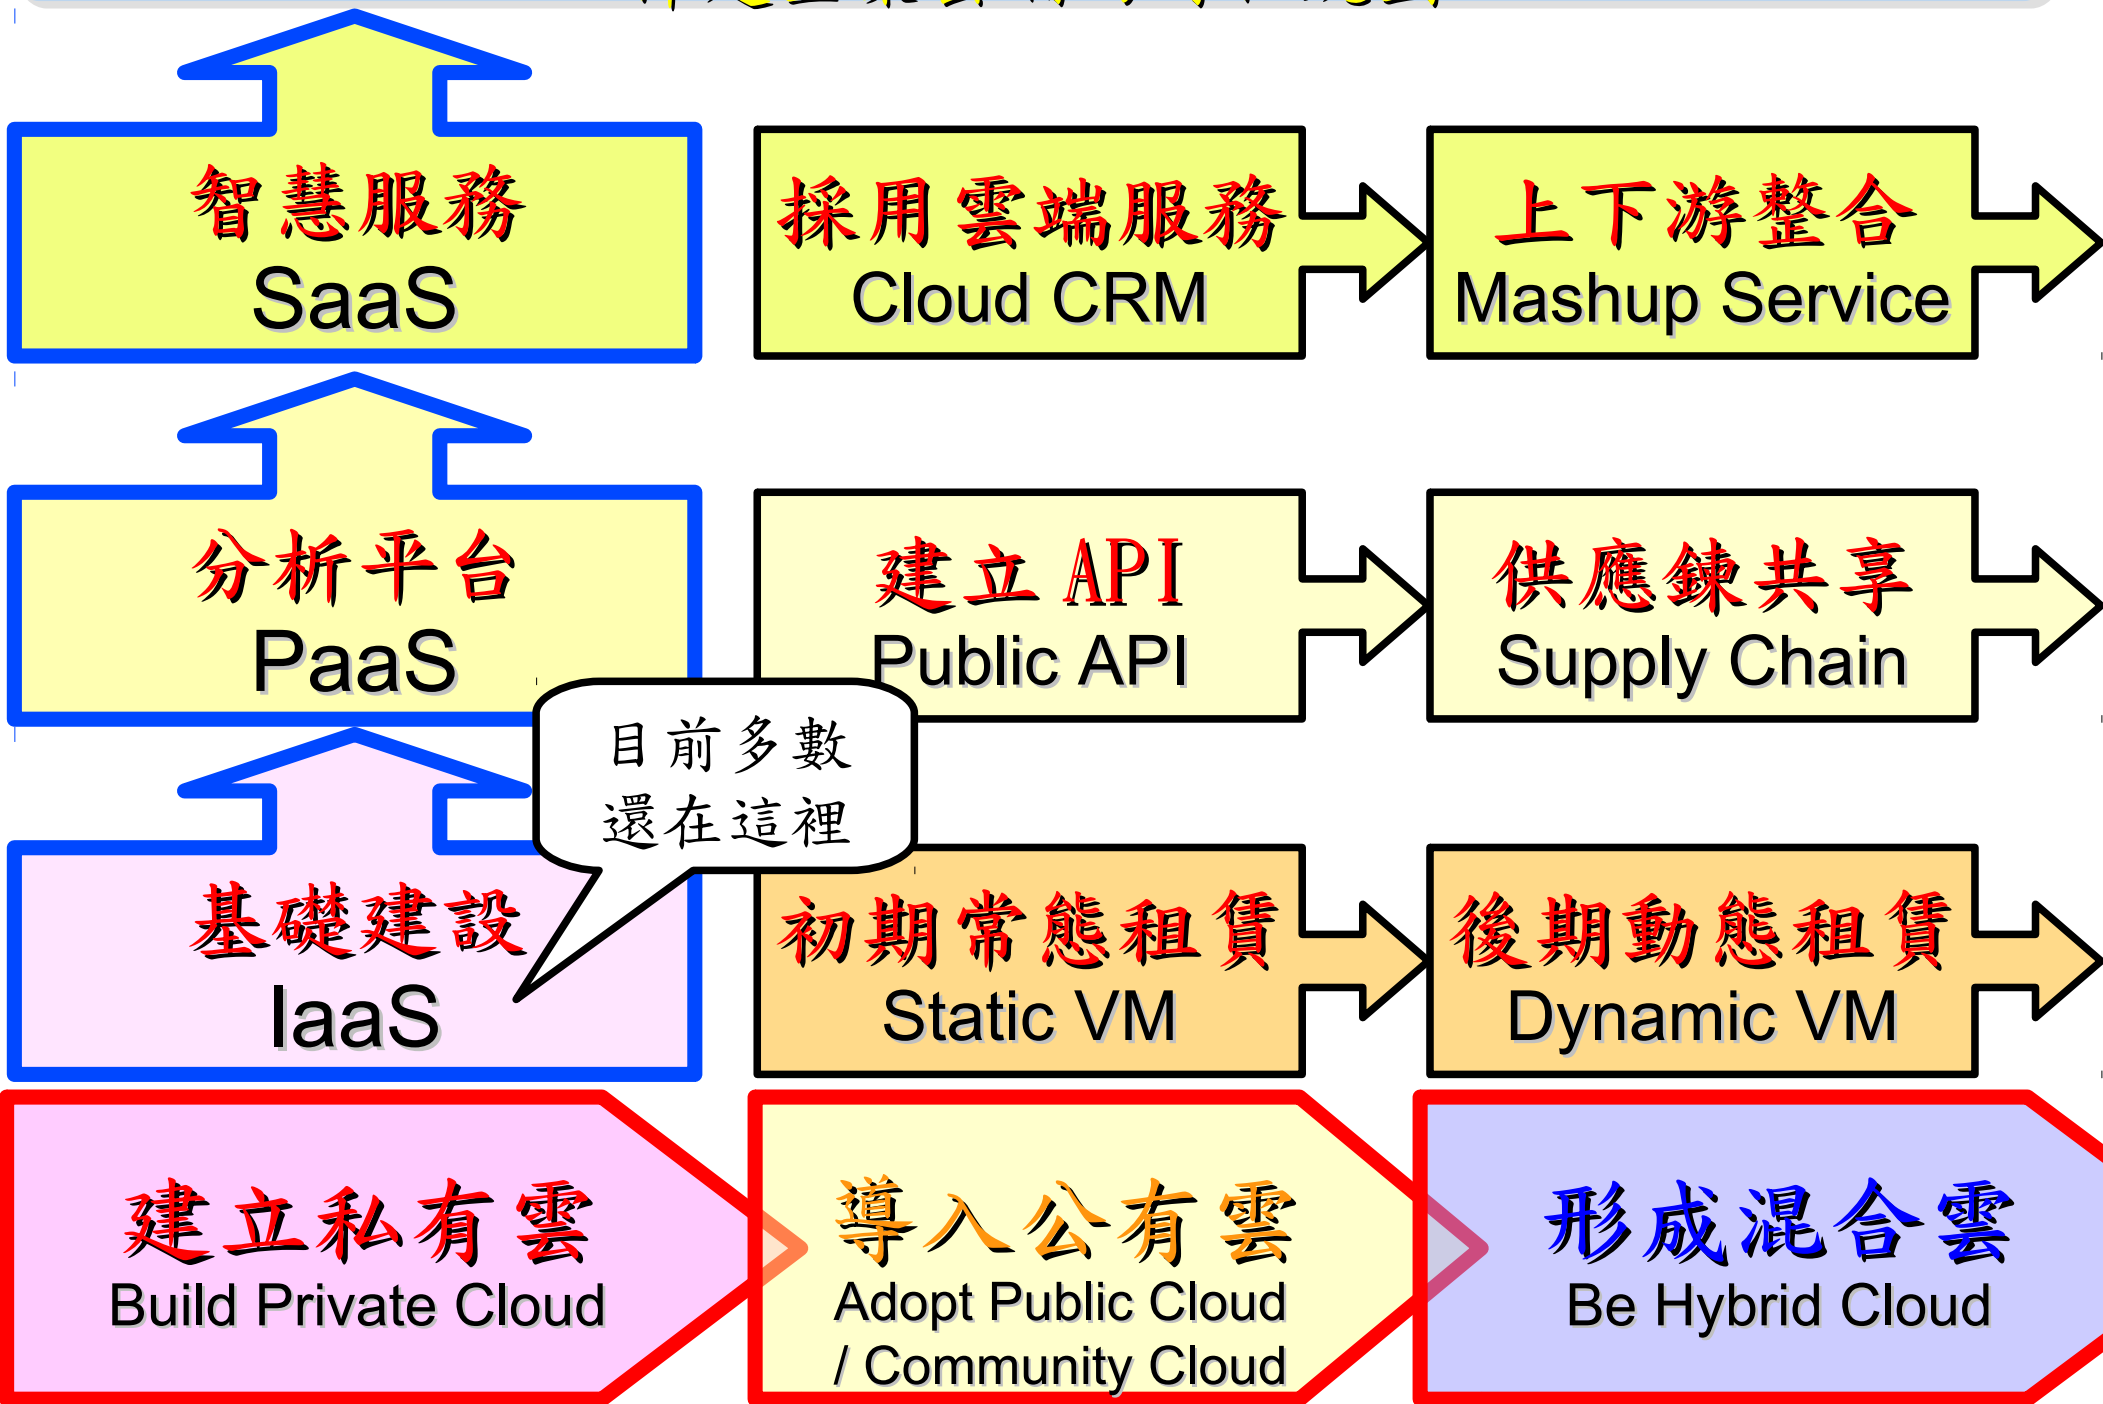 智慧服務
SaaS
採用雲端服務
Cloud CRM
上下游整合
Mashup Service
分析平台
PaaS
建立 API
Public API
供應鍊共享
Supply Chain
目前多數
還在這裡
基礎建設
IaaS
初期常態租賃
Static VM
後期動態租賃
Dynamic VM
建立私有雲
Build Private Cloud
導入公有雲
Adopt Public Cloud
/ Community Cloud
形成混合雲
Be Hybrid Cloud